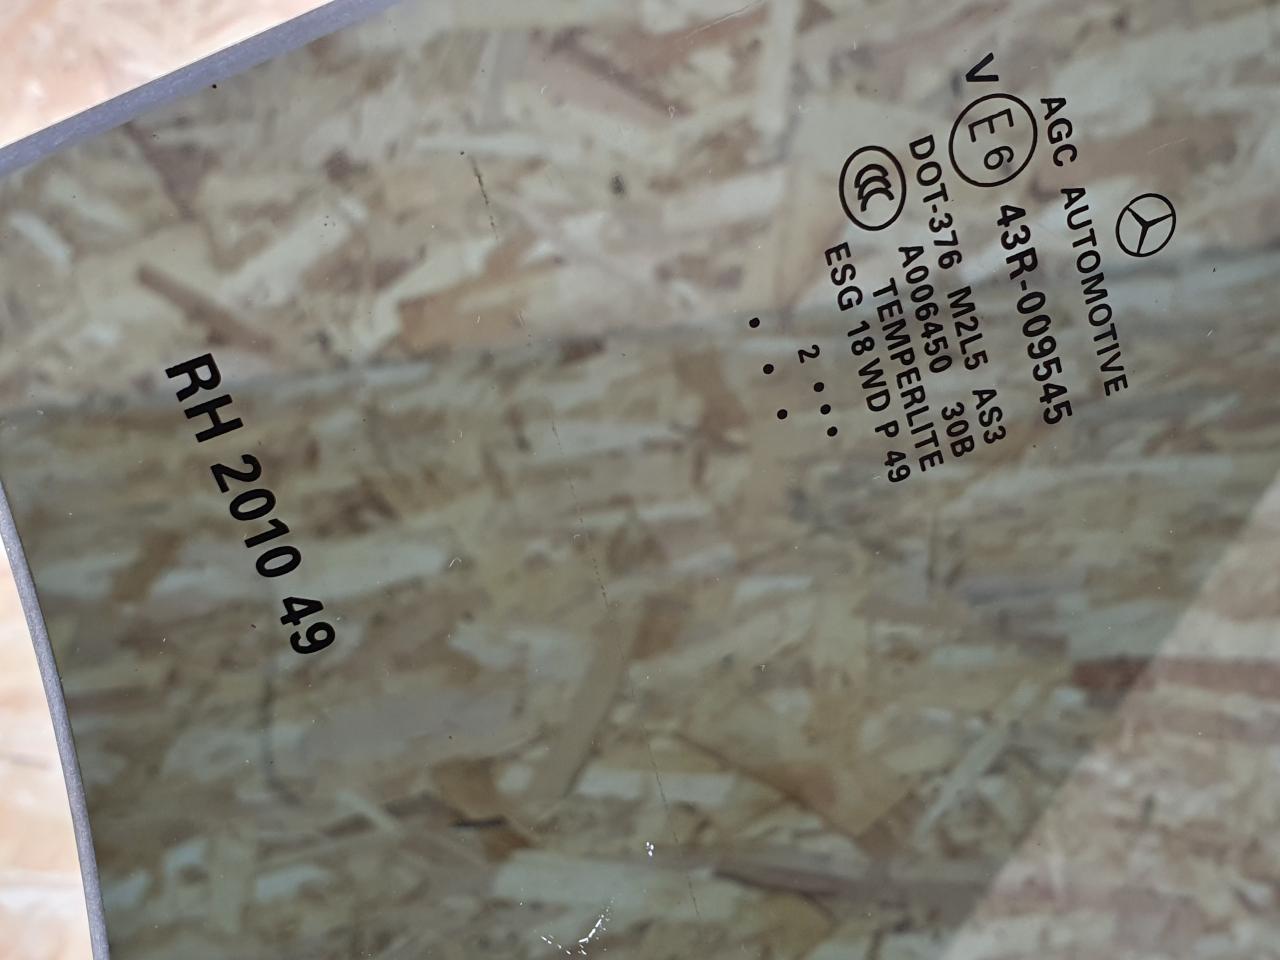 AGC AUTOMOTIVE
V E6 43R-009545
DOT-376 M2L5 AS3
CCC A006450 30B
TEMPERLITE
ESG 18 WD P 49
2
RH 2010 49